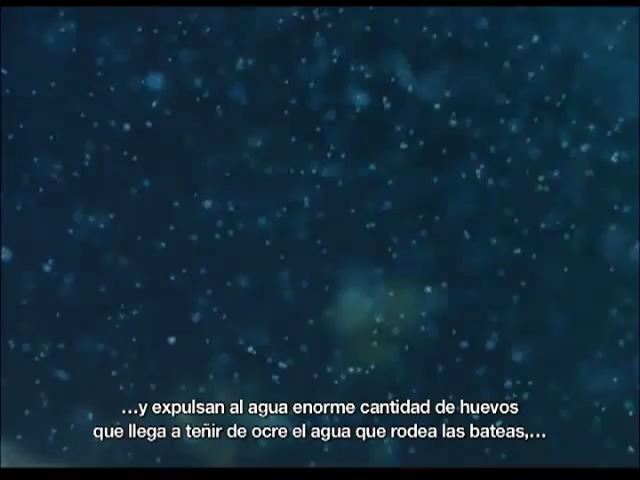 ...y expulsan al agua enorme cantidad de huevos
que llega a teñir de ocre el agua que rodea las bateas,...